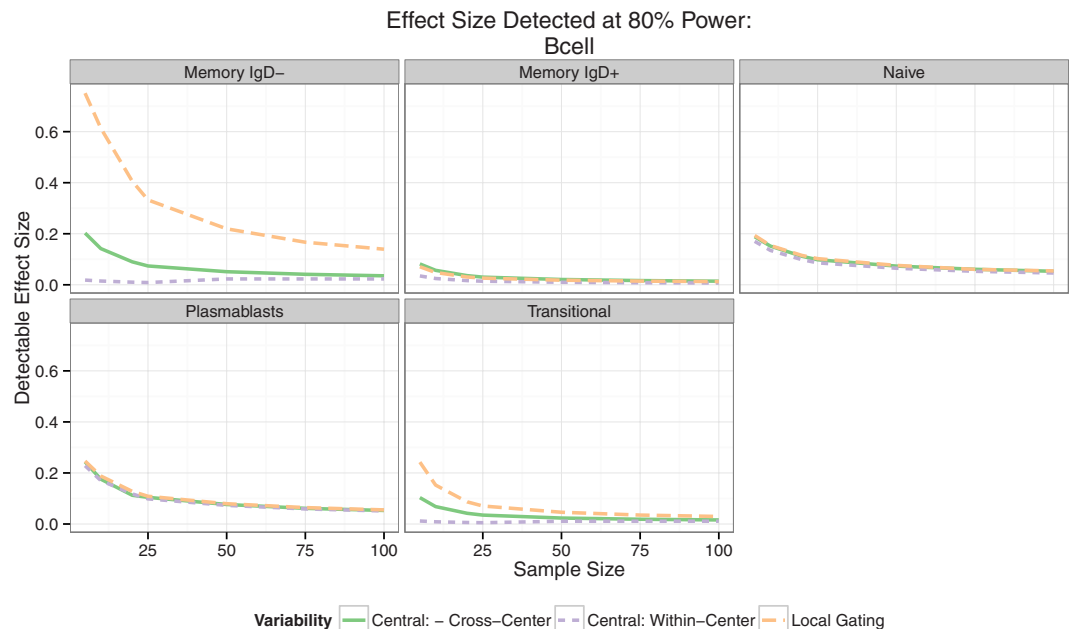 Effect Size Detected at 80% Power:
Bcell
Memory IgD−
Memory IgD+
Naive
0.6
0.4
0.2
0.0
Plasmablasts
Transitional
0.6
0.4
0.2
0.0
Detectable Effect Size
25
50
75
100
25
50
75
100
Sample Size
Variability
Central: − Cross−Center
Central: Within−Center
Local Gating